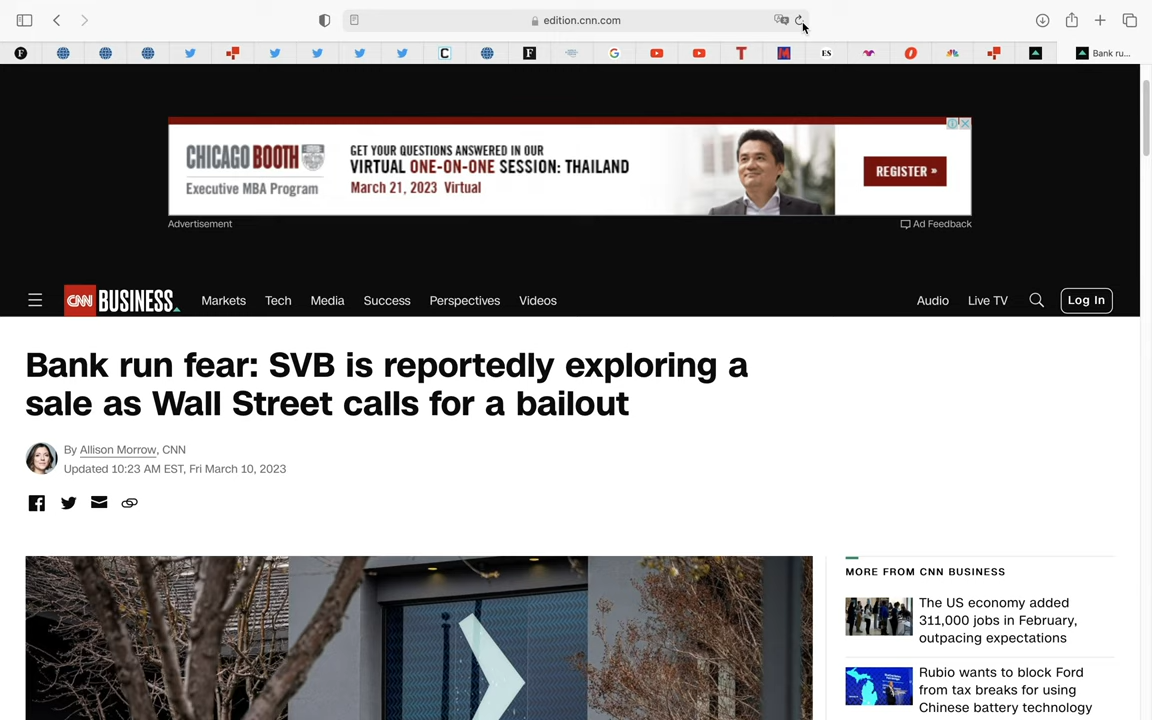 edition.cnn.com
Bank ru...
CHICAGO BOOTH
Executive MBA Program
GET YOUR QUESTIONS ANSWERED IN OUR
VIRTUAL ONE-ON-ONE SESSION: THAILAND
March 21, 2023 Virtual
REGISTER »
Advertisement
Ad Feedback
CNN BUSINESS
Markets
Tech
Media
Success
Perspectives
Videos
Audio
Live TV
Log In
Bank run fear: SVB is reportedly exploring a
sale as Wall Street calls for a bailout
By Allison Morrow, CNN
Updated 10:23 AM EST, Fri March 10, 2023
MORE FROM CNN BUSINESS
The US economy added
311,000 jobs in February,
outpacing expectations
Rubio wants to block Ford
from tax breaks for using
Chinese battery technology